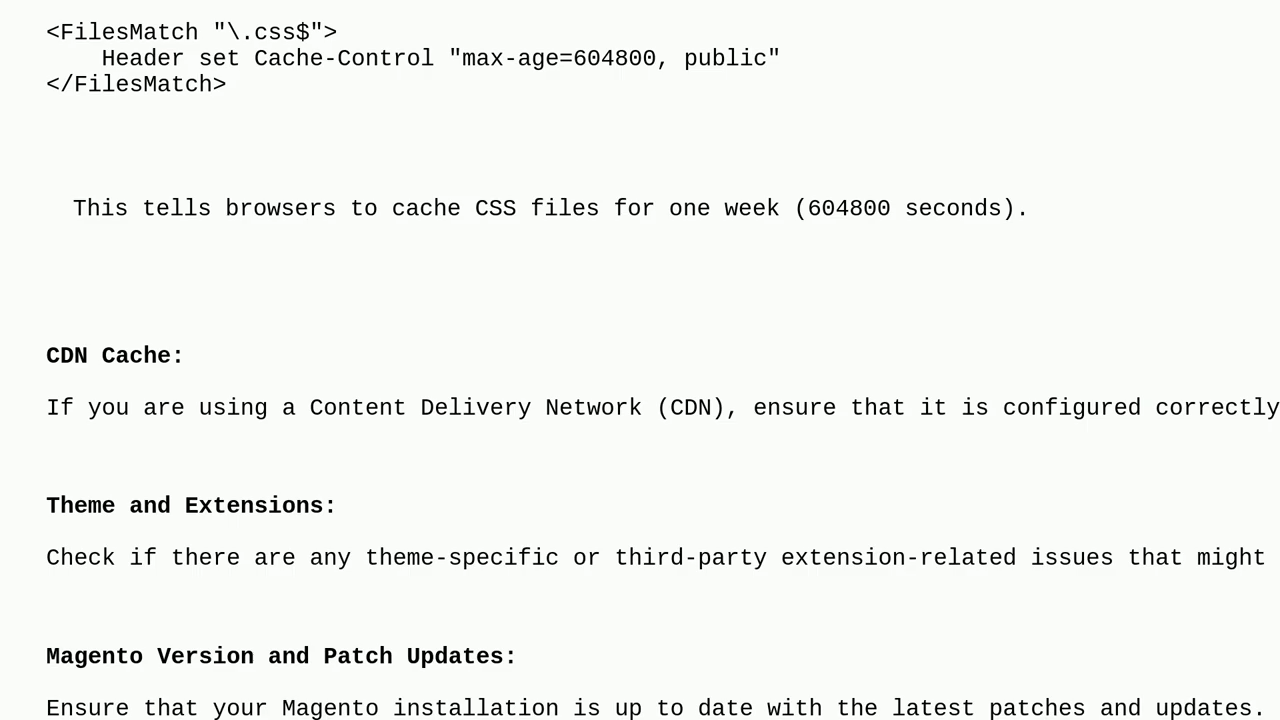 <FilesMatch "\.css$">
    Header set Cache-Control "max-age=604800, public"
</FilesMatch>
This tells browsers to cache CSS files for one week (604800 seconds).
CDN Cache:
If you are using a Content Delivery Network (CDN), ensure that it is configured correctly
Theme and Extensions:
Check if there are any theme-specific or third-party extension-related issues that might
Magento Version and Patch Updates:
Ensure that your Magento installation is up to date with the latest patches and updates.